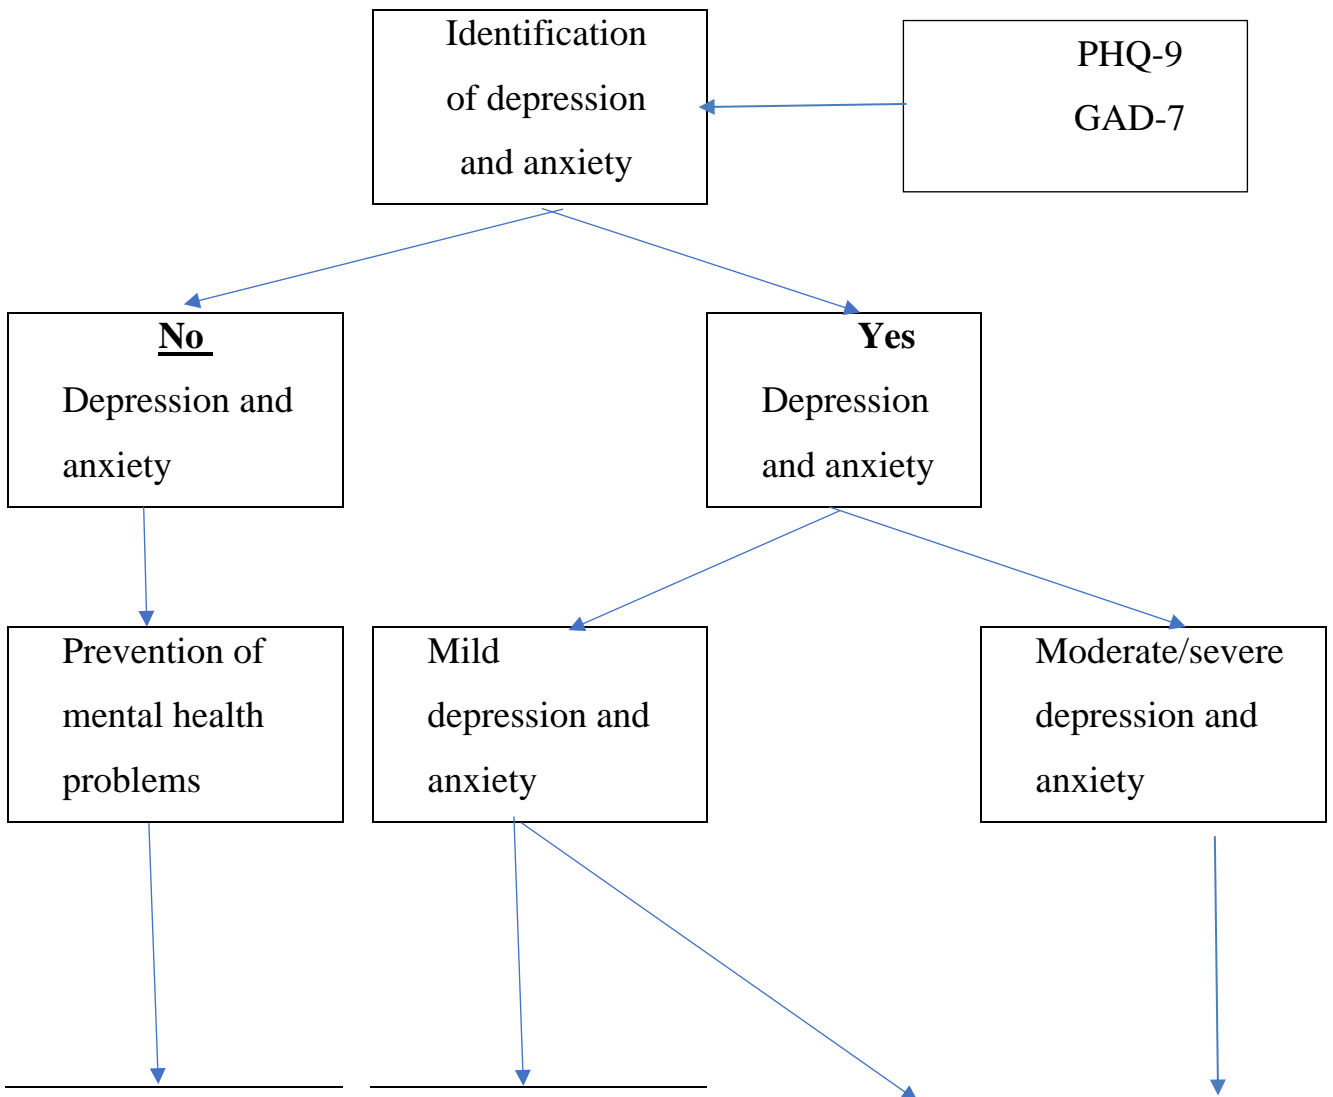 Identification
of depression
and anxiety
PHQ-9
GAD-7
No
Depression and
anxiety
Yes
Depression
and anxiety
Prevention of
mental health
problems
Mild
depression and
anxiety
Moderate/severe
depression and
anxiety